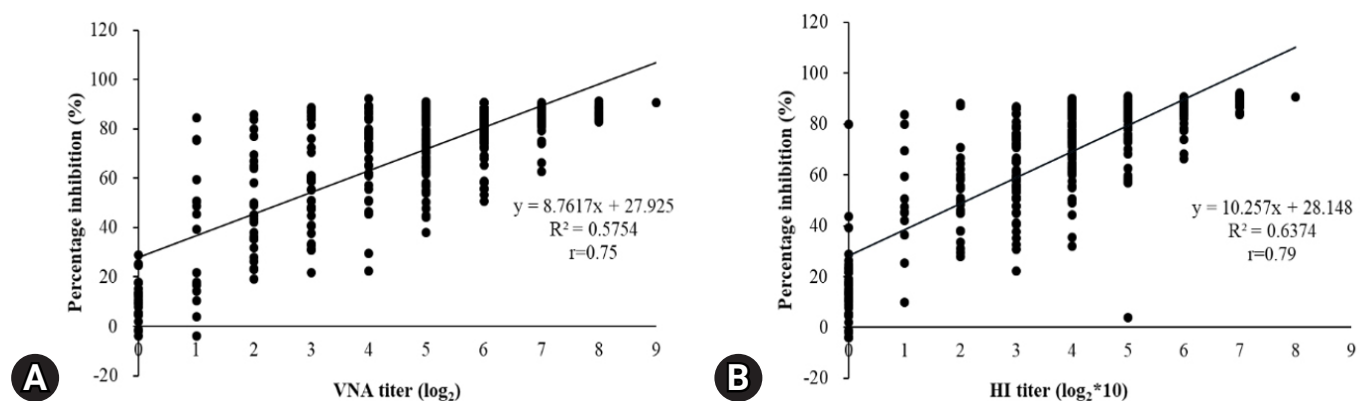 120
100
80
60
40
20
0
-20
Percentage inhibition (%)
0 1 2 3 4 5 6 7 8 9
VNA titer (log₂)
y = 8.7617x + 27.925
R² = 0.5754
r=0.75
A
120
100
80
60
40
20
0
-20
Percentage inhibition (%)
0 1 2 3 4 5 6 7 8 9
HI titer (log₂*10)
y = 10.257x + 28.148
R² = 0.6374
r=0.79
B